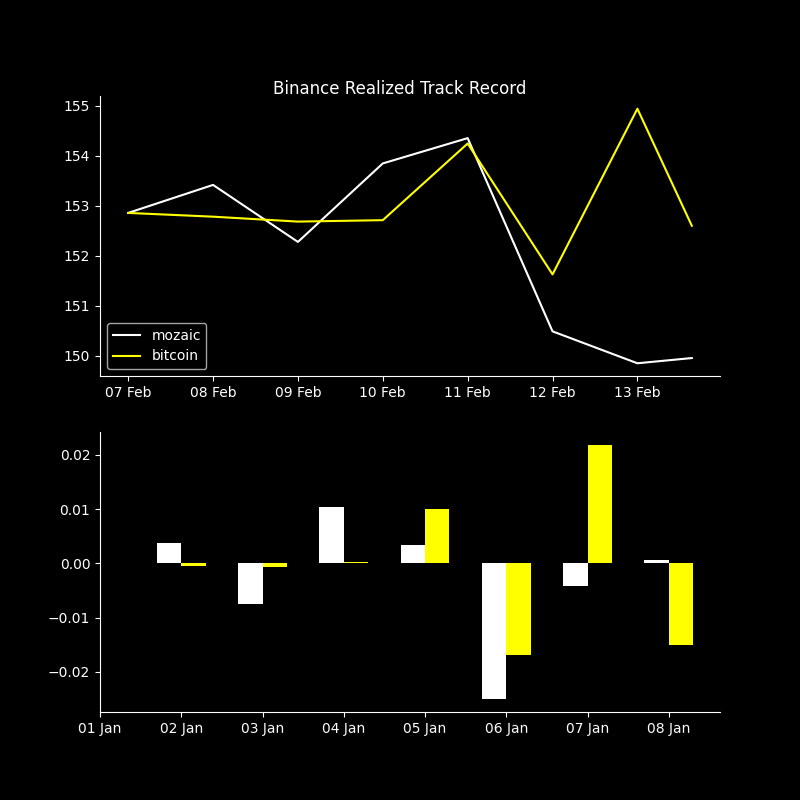 Binance Realized Track Record
155
154
153
152
151
150
mozaic
bitcoin
07 Feb 08 Feb 09 Feb 10 Feb 11 Feb 12 Feb 13 Feb
0.02
0.01
0.00
−0.01
−0.02
01 Jan 02 Jan 03 Jan 04 Jan 05 Jan 06 Jan 07 Jan 08 Jan